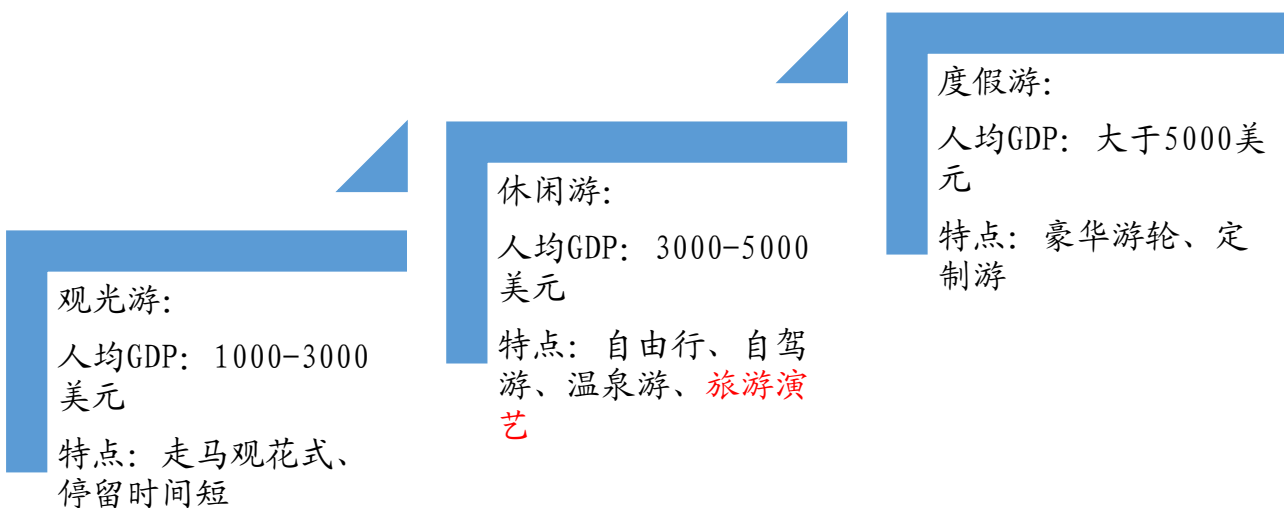 观光游:
人均GDP: 1000-3000
美元
特点: 走马观花式、
停留时间短
休闲游:
人均GDP: 3000-5000
美元
特点: 自由行、自驾
游、温泉游、旅游演
艺
度假游:
人均GDP: 大于5000美
元
特点: 豪华游轮、定
制游